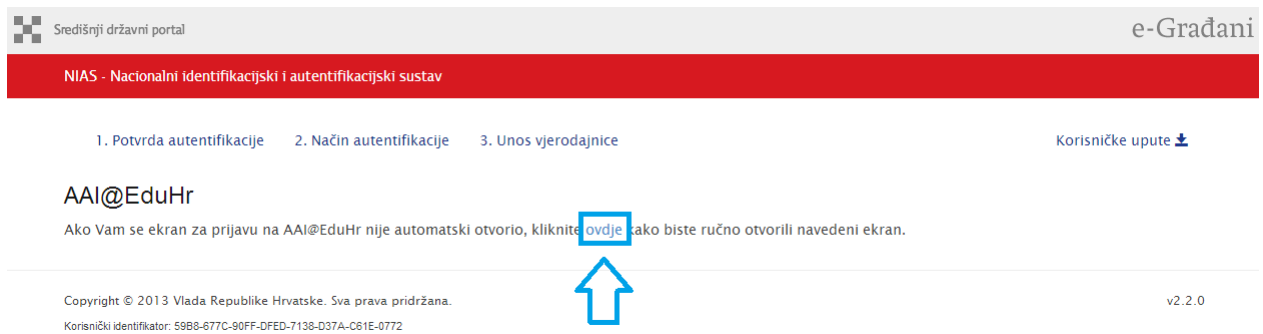 Središnji državni portal
e-Građani
NIAS - Nacionalni identifikacijski i autentifikacijski sustav
1. Potvrda autentifikacije 2. Način autentifikacije 3. Unos vjerodajnice Korisničke upute
AAI@EduHr
Ako Vam se ekran za prijavu na AAI@EduHr nije automatski otvorio, kliknite ovdje kako biste ručno otvorili navedeni ekran.
Copyright © 2013 Vlada Republike Hrvatske. Sva prava pridržana. v2.2.0
Korisnički identifikator: 59B8-677C-90FF-DFED-7138-D37A-C61E-0772